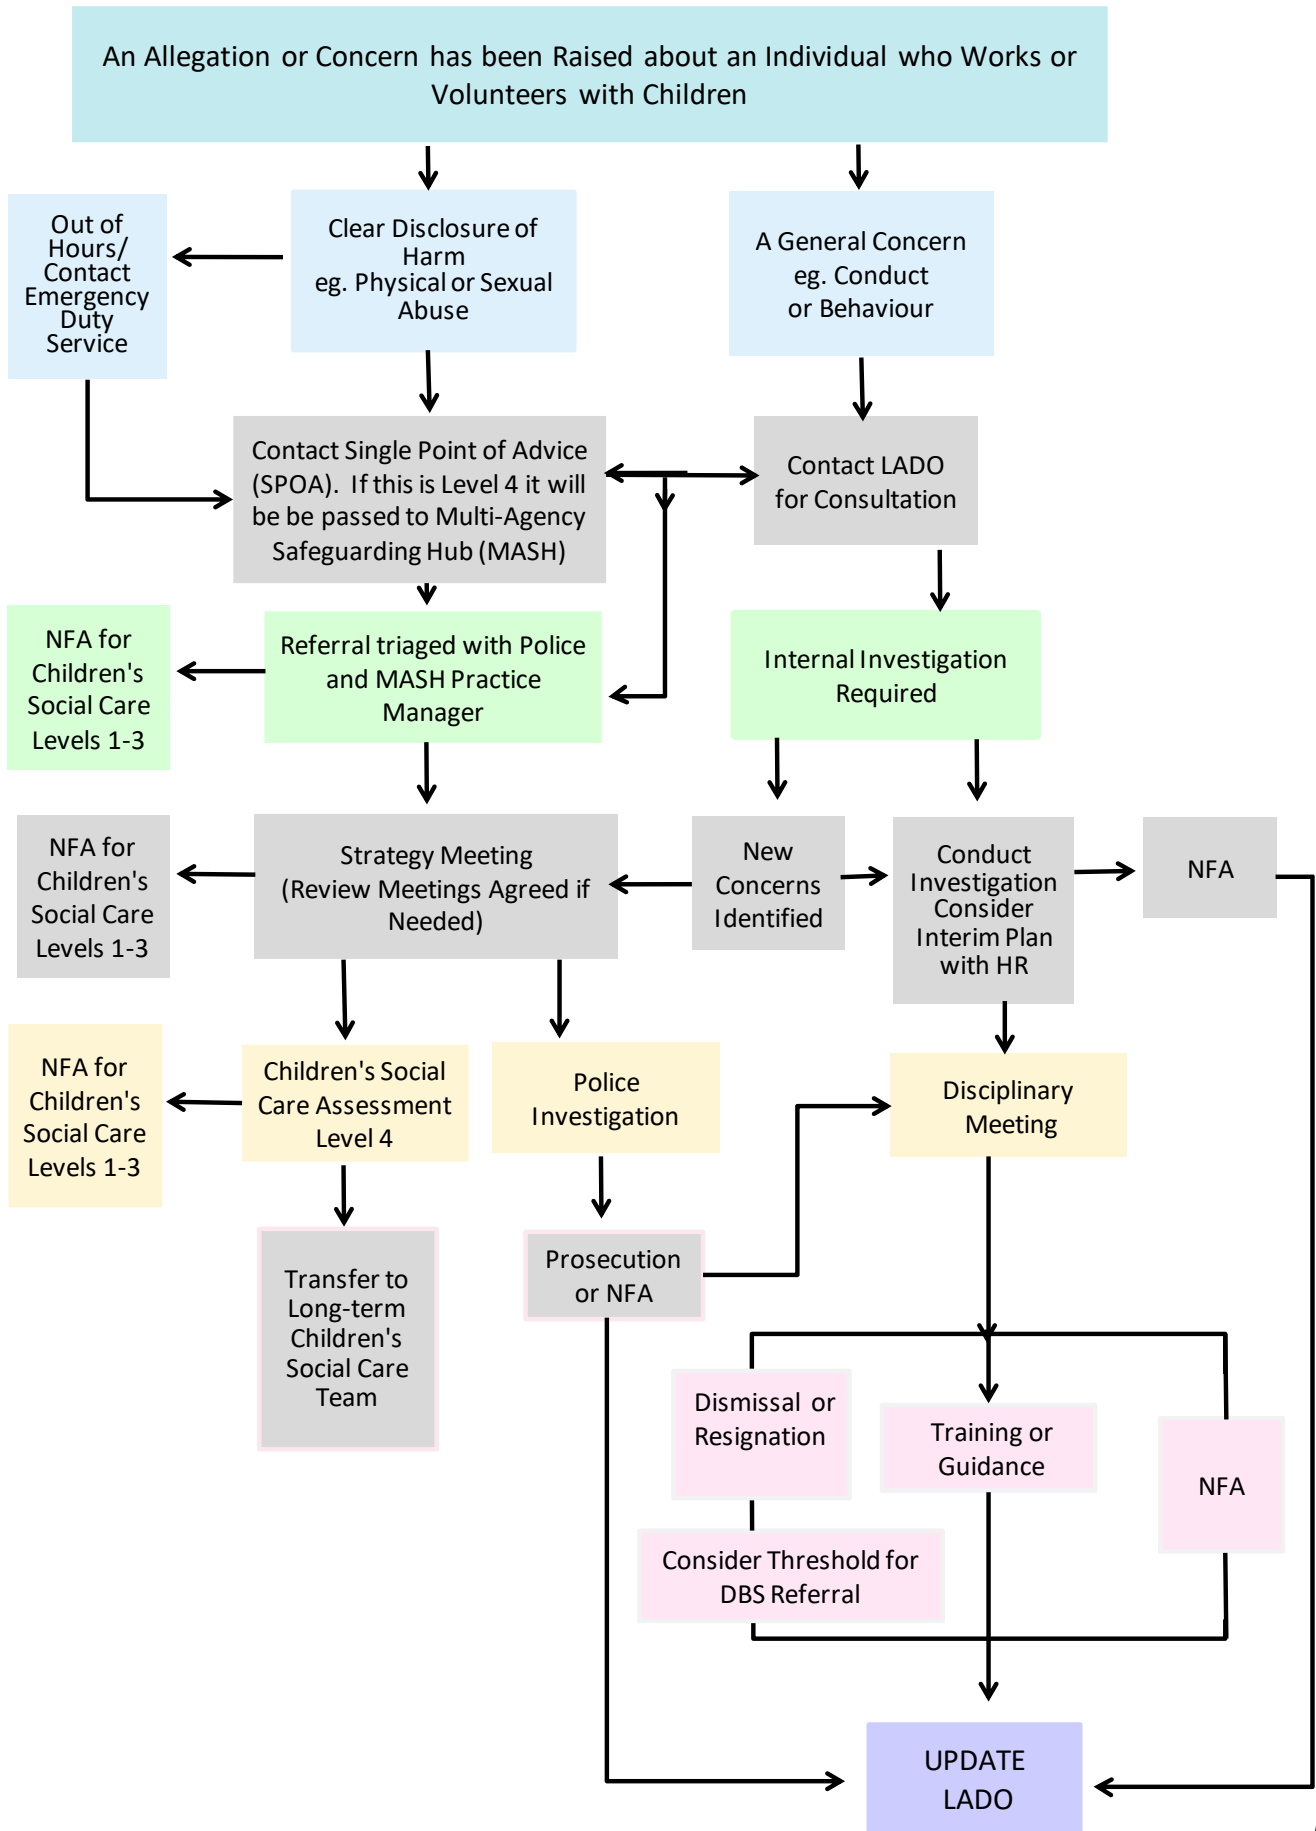 An Allegation or Concern has been Raised about an Individual who Works or
Volunteers with Children
Out of
Hours/
Contact
Emergency
Duty
Service
Clear Disclosure of
Harm
eg. Physical or Sexual
Abuse
A General Concern
eg. Conduct
or Behaviour
Contact Single Point of Advice
(SPOA). If this is Level 4 it will
be be passed to Multi-Agency
Safeguarding Hub (MASH)
Contact LADO
for Consultation
NFA for
Children's
Social Care
Levels 1-3
Referral triaged with Police
and MASH Practice
Manager
Internal Investigation
Required
NFA for
Children's
Social Care
Levels 1-3
Strategy Meeting
(Review Meetings Agreed if
Needed)
New
Concerns
Identified
Conduct
Investigation
Consider
Interim Plan
with HR
NFA
NFA for
Children's
Social Care
Levels 1-3
Children's Social
Care Assessment
Level 4
Police
Investigation
Disciplinary
Meeting
Transfer to
Long-term
Children's
Social Care
Team
Prosecution
or NFA
Dismissal or
Resignation
Training or
Guidance
NFA
Consider Threshold for
DBS Referral
UPDATE
LADO